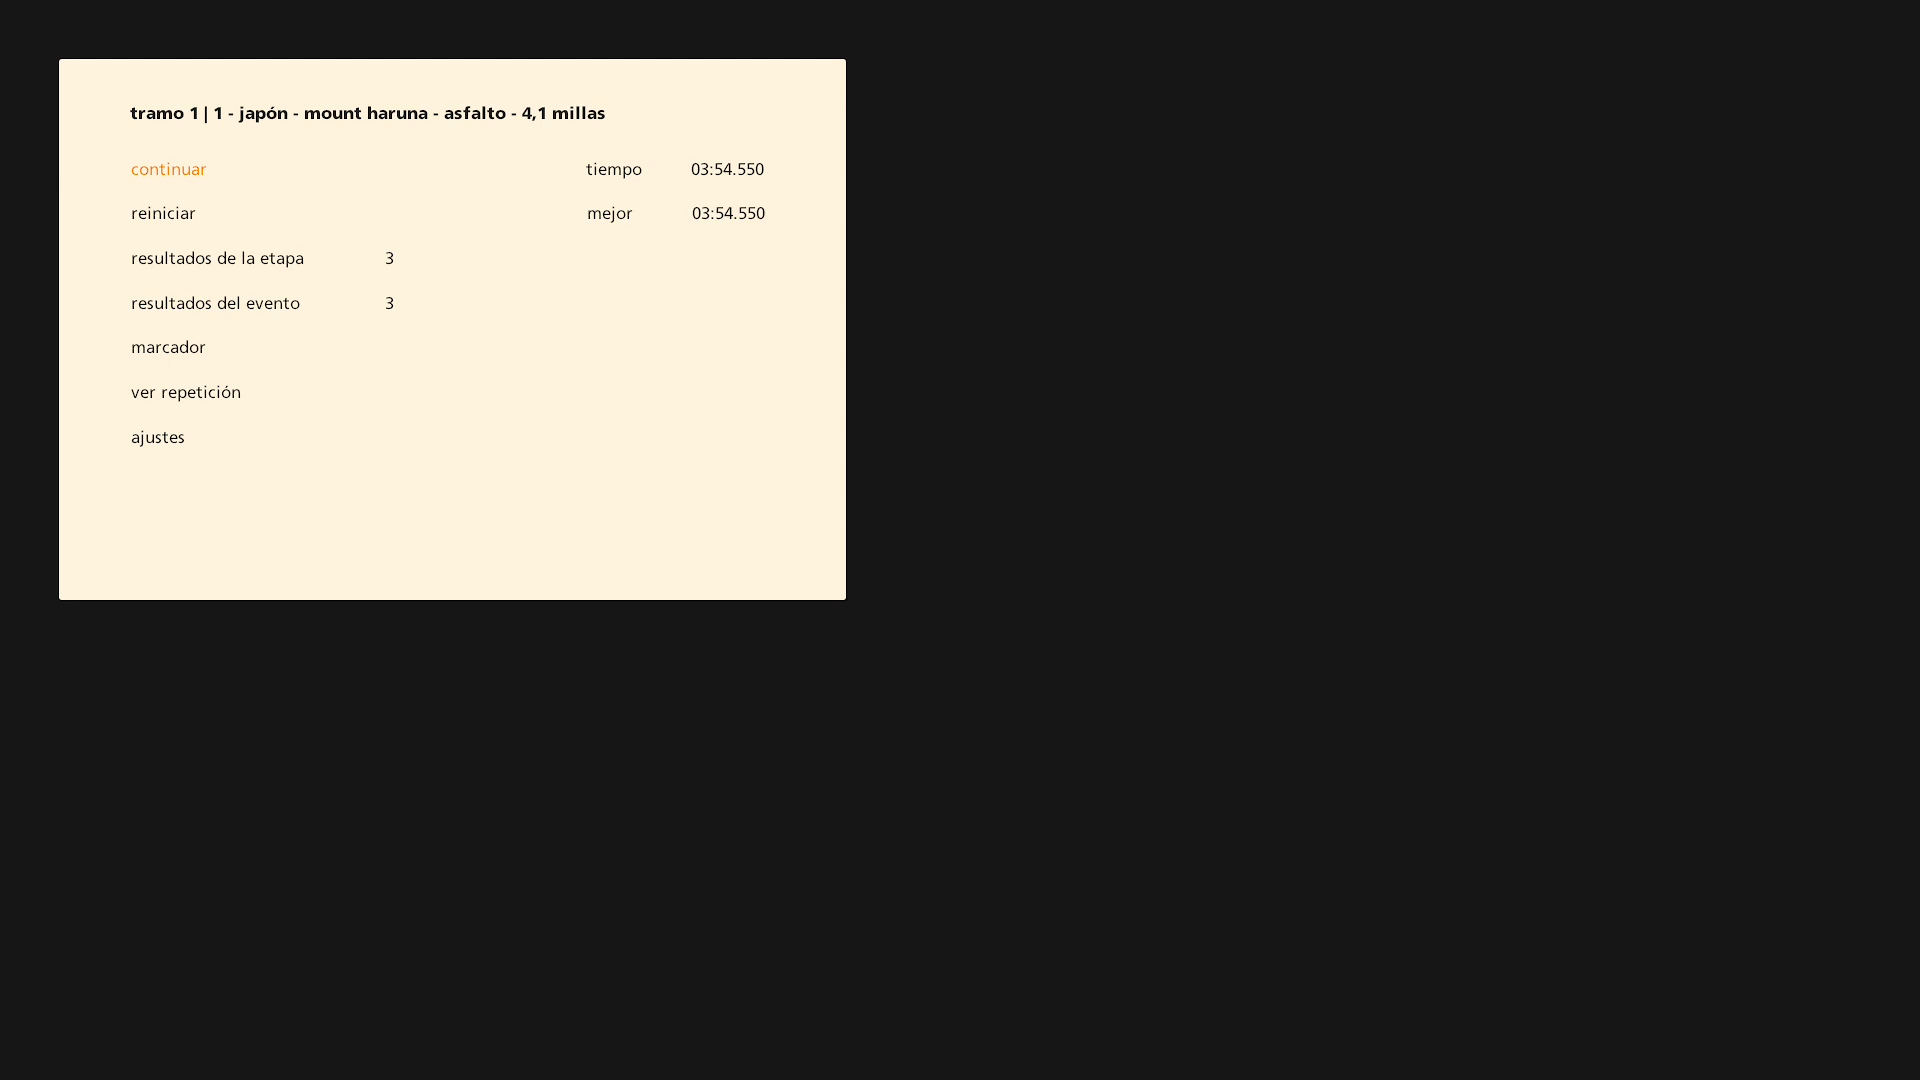 tramo 1 | 1 - japón - mount haruna - asfalto - 4,1 millas
continuar tiempo 03:54.550
reiniciar mejor 03:54.550
resultados de la etapa 3
resultados del evento 3
marcador
ver repetición
ajustes